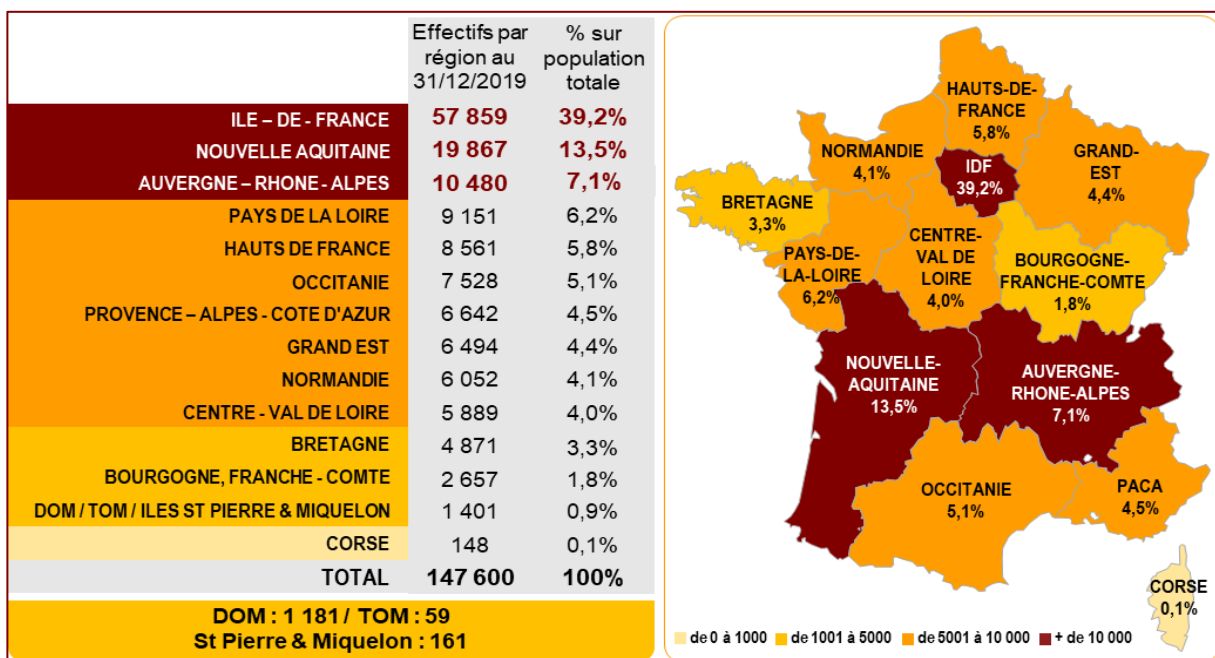 Effectifs par région au 31/12/2019 % sur population totale
ILE – DE - FRANCE 57 859 39,2%
NOUVELLE AQUITAINE 19 867 13,5%
AUVERGNE – RHONE - ALPES 10 480 7,1%
PAYS DE LA LOIRE 9 151 6,2%
HAUTS DE FRANCE 8 561 5,8%
OCCITANIE 7 528 5,1%
PROVENCE – ALPES - COTE D'AZUR 6 642 4,5%
GRAND EST 6 494 4,4%
NORMANDIE 6 052 4,1%
CENTRE - VAL DE LOIRE 5 889 4,0%
BRETAGNE 4 871 3,3%
BOURGOGNE, FRANCHE - COMTE 2 657 1,8%
DOM / TOM / ILES ST PIERRE & MIQUELON 1 401 0,9%
CORSE 148 0,1%
TOTAL 147 600 100%
DOM : 1 181 / TOM : 59
St Pierre & Miquelon : 161
HAUTS-DE-
FRANCE
5,8%
NORMANDIE
4,1%
IDF
39,2%
GRAND-
EST
4,4%
BRETAGNE
3,3%
PAYS-DE-
LA-LOIRE
6,2%
CENTRE-
VAL DE
LOIRE
4,0%
BOURGOGNE-
FRANCHE-COMTE
1,8%
NOUVELLE-
AQUITAINE
13,5%
AUVERGNE-
RHONE-ALPES
7,1%
OCCITANIE
5,1%
PACA
4,5%
CORSE
0,1%
de 0 à 1000 de 1001 à 5000 de 5001 à 10 000 + de 10 000